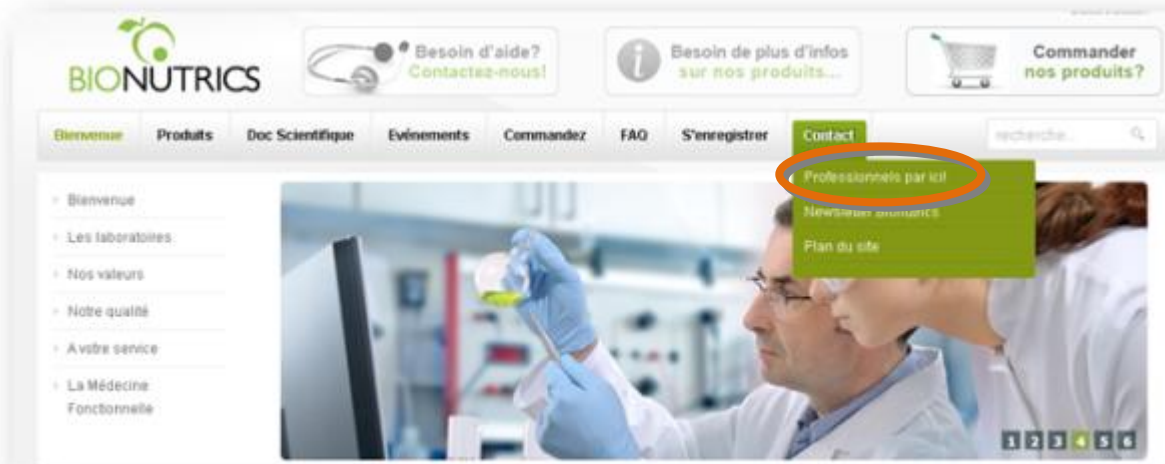 BIONUTRICS
Besoin d'aide?
Contactez-nous!
Besoin de plus d'infos
sur nos produits...
Commander
nos produits?
Bienvenue
Produits
Doc Scientifique
Evénements
Commandez
FAQ
S'enregistrer
Contact
recherche...
Professionnels par ici!
Newsletter Bionutrics
Plan du site
Bienvenue
Les laboratoires
Nos valeurs
Notre qualité
A votre service
La Médecine
Fonctionnelle
1 2 3 4 5 6